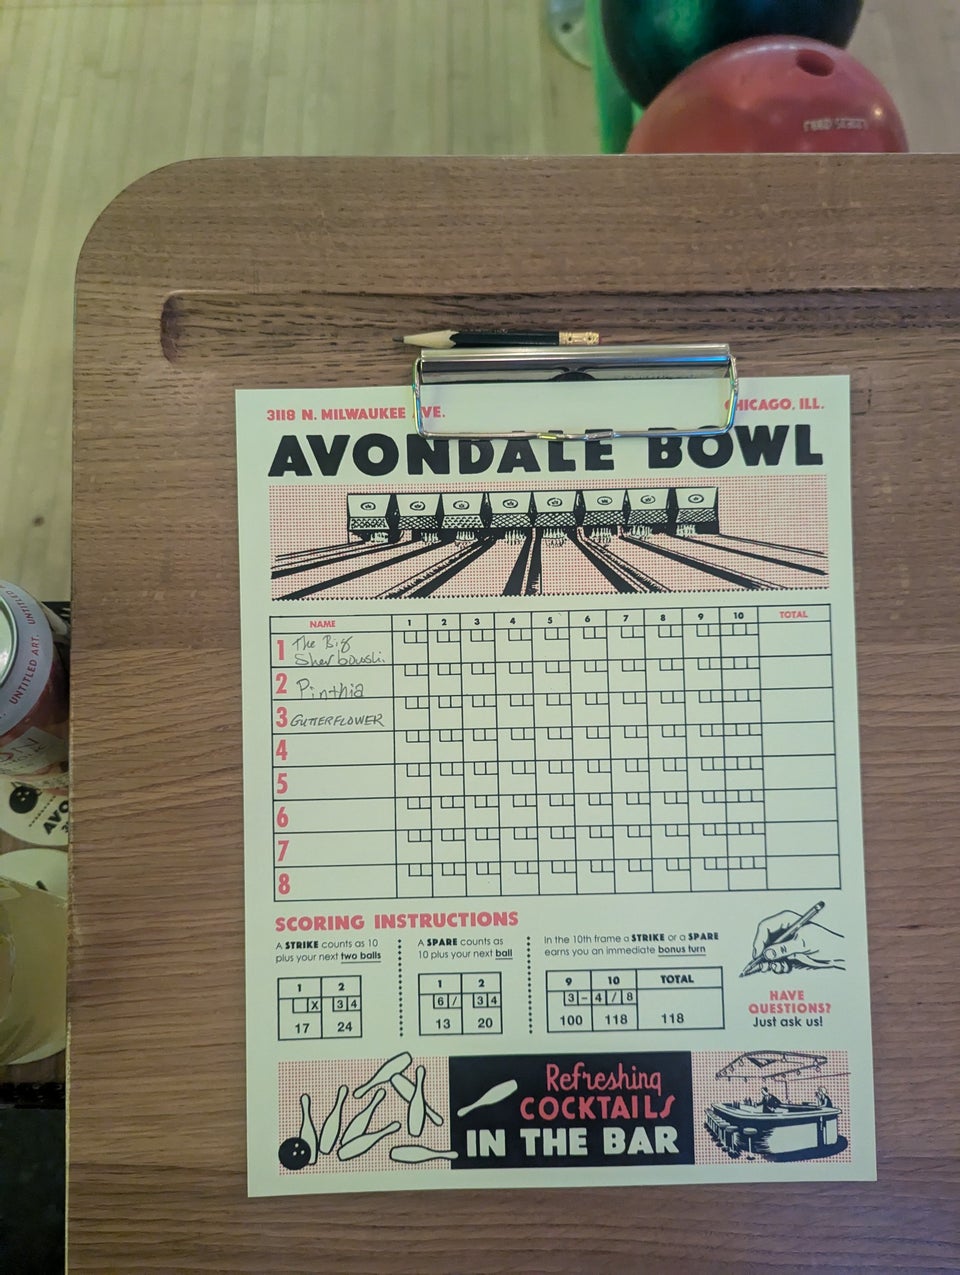 3118 N. MILWAUKEE AVE.
CHICAGO, ILL.
AVONDALE BOWL
NAME 1 2 3 4 5 6 7 8 9 10 TOTAL
1 The Big
Sherbowski
2 Pinthia
3 GUTTERFLOWER
4
5
6
7
8
SCORING INSTRUCTIONS
A STRIKE counts as 10
plus your next two balls
1 2
X 3 4
17 24
A SPARE counts as
10 plus your next ball
1 2
6 / 3 4
13 20
In the 10th frame a STRIKE or a SPARE
earns you an immediate bonus turn
9 10 TOTAL
3 - 4 / 8
100 118 118
HAVE
QUESTIONS?
Just ask us!
Refreshing
COCKTAILS
IN THE BAR
UNTITLED ART. UNTITLED
AVO